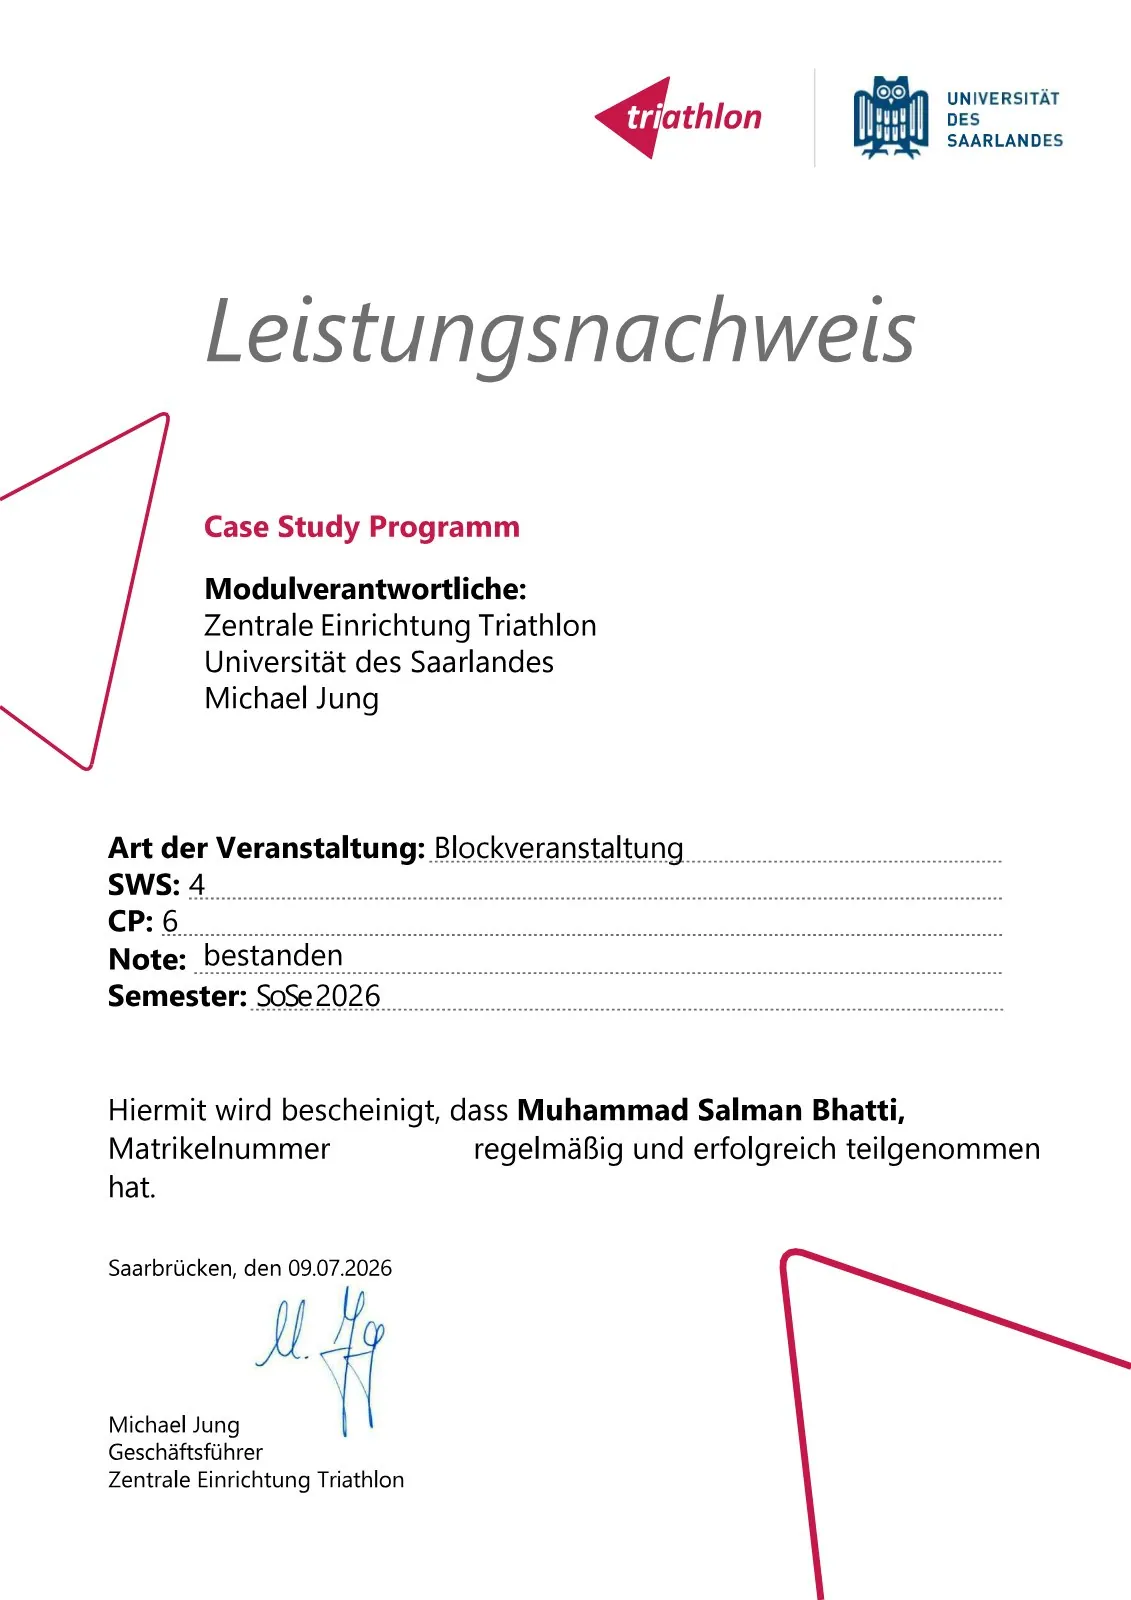 triathlon
UNIVERSITÄT
DES
SAARLANDES
Leistungsnachweis
Case Study Programm
Modulverantwortliche:
Zentrale Einrichtung Triathlon
Universität des Saarlandes
Michael Jung
Art der Veranstaltung: Blockveranstaltung
SWS: 4
CP: 6
Note: bestanden
Semester: SoSe 2026
Hiermit wird bescheinigt, dass Muhammad Salman Bhatti,
Matrikelnummer regelmäßig und erfolgreich teilgenommen
hat.
Saarbrücken, den 09.07.2026
M. Jg
Michael Jung
Geschäftsführer
Zentrale Einrichtung Triathlon